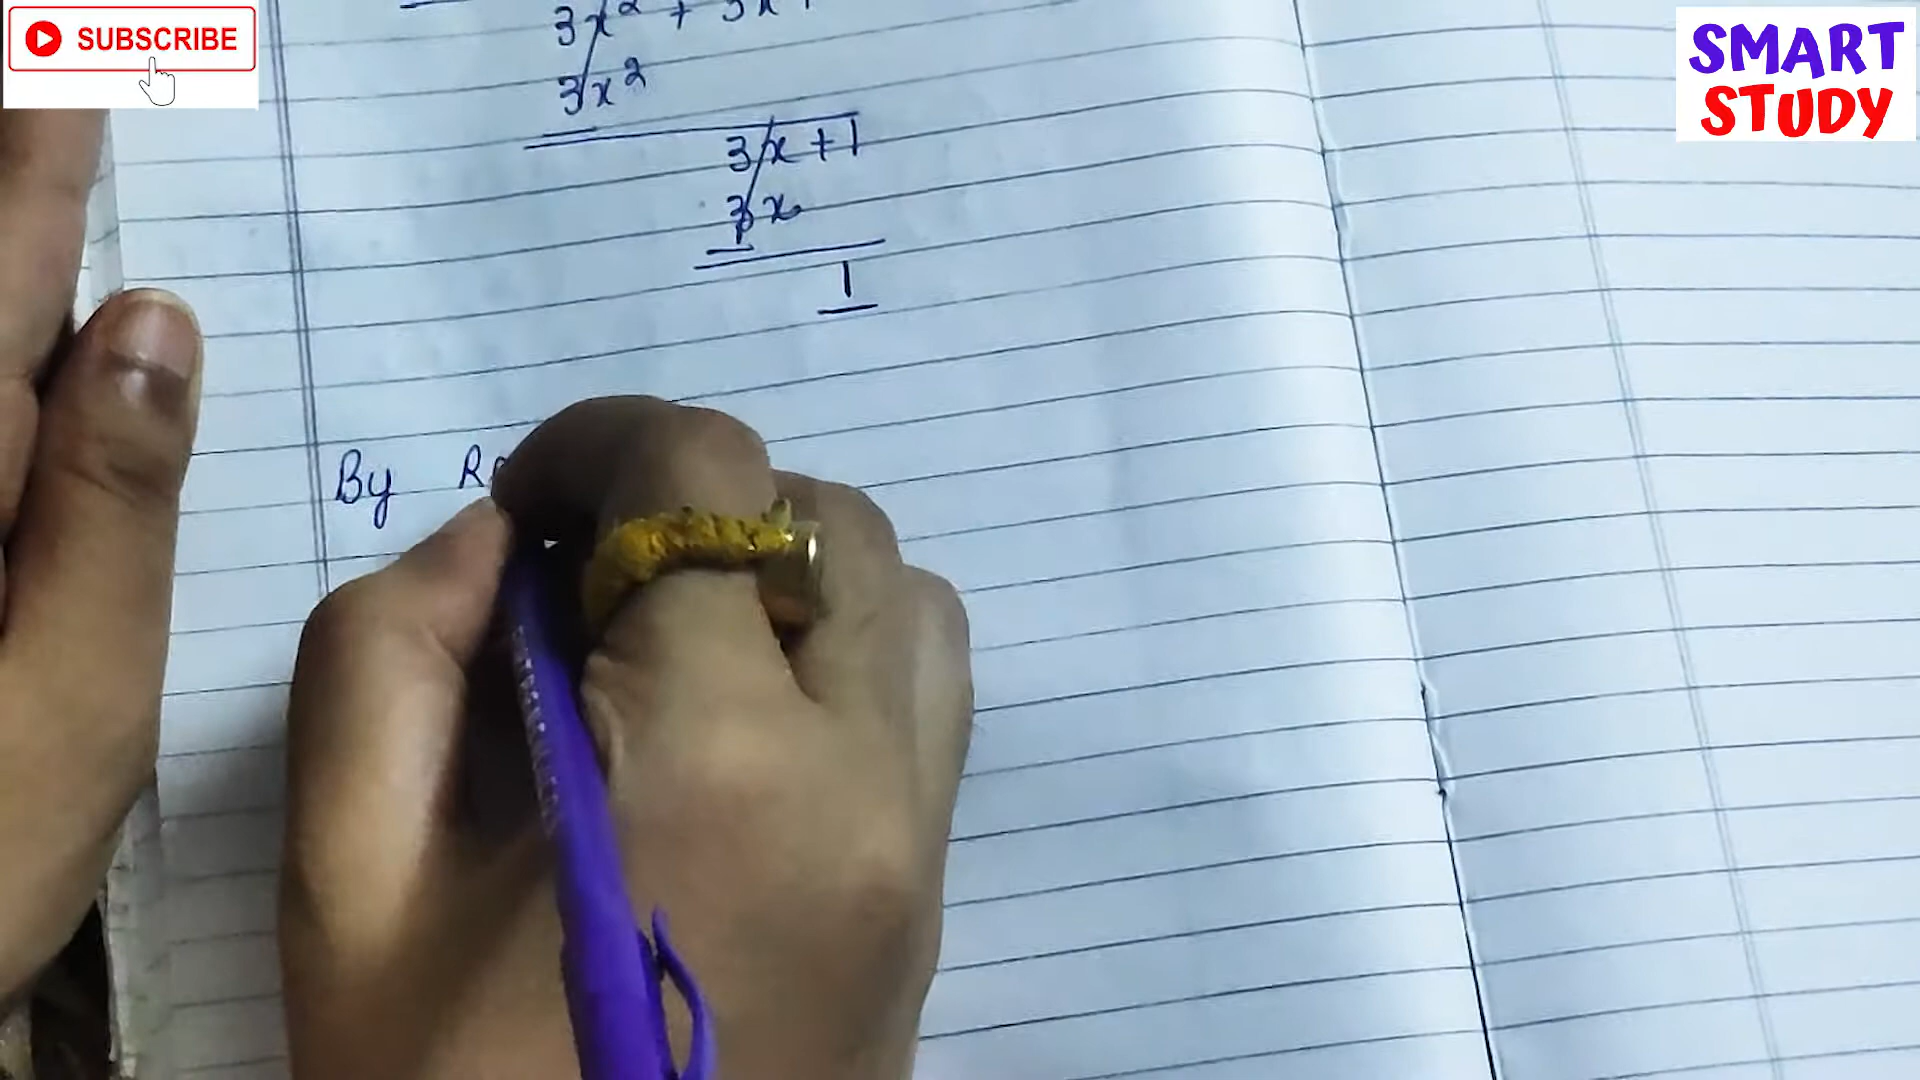 SUBSCRIBE
SMART
STUDY
3x² + 3x
3x²
3x + 1
3x
1
By